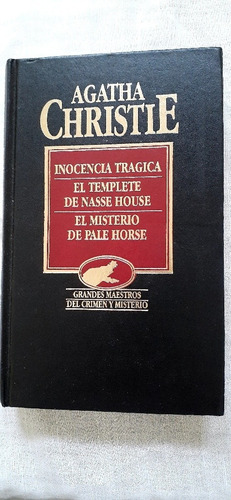 AGATHA
CHRISTIE
INOCENCIA TRAGICA
EL TEMPLETE
DE NASSE HOUSE
EL MISTERIO
DE PALE HORSE
GRANDES MAESTROS
DEL CRIMEN Y MISTERIO